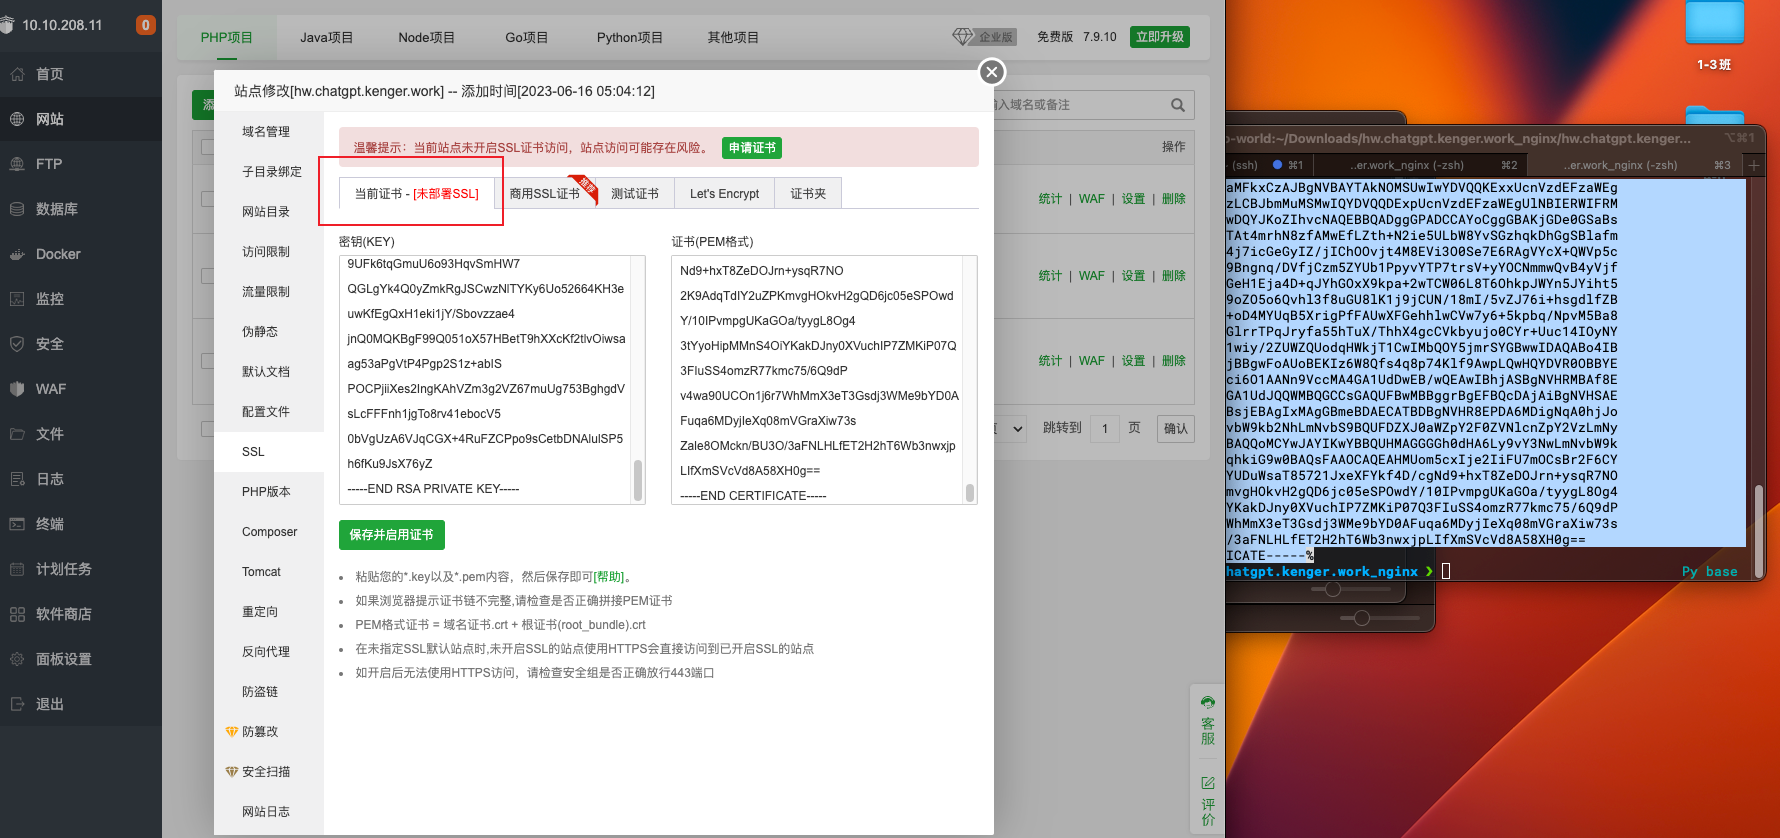 10.10.208.11
0
首页
网站
FTP
数据库
Docker
监控
安全
WAF
文件
日志
终端
计划任务
软件商店
面板设置
退出
PHP项目
Java项目
Node项目
Go项目
Python项目
其他项目
企业版
免费版
7.9.10
立即升级
入域名或备注
操作
统计 | WAF | 设置 | 删除
统计 | WAF | 设置 | 删除
统计 | WAF | 设置 | 删除
跳转到
1
页
确认
站点修改[hw.chatgpt.kenger.work] -- 添加时间[2023-06-16 05:04:12]
域名管理
子目录绑定
网站目录
访问限制
流量限制
伪静态
默认文档
配置文件
SSL
PHP版本
Composer
Tomcat
重定向
反向代理
防盗链
防篡改
安全扫描
网站日志
温馨提示：当前站点未开启SSL证书访问，站点访问可能存在风险。
申请证书
当前证书 - [未部署SSL]
商用SSL证书
推荐
测试证书
Let's Encrypt
证书夹
密钥(KEY)
9UFk6tqGmuU6o93HqvSmHW7
QGLgYk4Q0yZmkRgJSCwzNlTYKy6Uo52664KH3e
uwKfEgQxH1eki1jY/Sbovzzae4
jnQ0MQKBgF99Q051oX57HBetT9hXXcKf2tlvOiwsa
ag53aPgVtP4Pgp2S1z+ablS
POCPjiiXes2IngKAhVZm3g2VZ67muUg753BghgdV
sLcFFFnh1jgTo8rv41ebocV5
0bVgUzA6VJqCGX+4RuFZCPpo9sCetbDNAlulSP5
h6fKu9JsX76yZ
-----END RSA PRIVATE KEY-----
证书(PEM格式)
Nd9+hxT8ZeDOJrn+ysqR7NO
2K9AdqTdIY2uZPKmvgHOkvH2gQD6jc05eSPOwd
Y/10IPvmpgUKaGOa/tyygL8Og4
3tYyoHipMMnS4OiYKakDJny0XVuchIP7ZMKiP07Q
3FIuSS4omzR77kmc75/6Q9dP
v4wa90UCOn1j6r7WhMmX3eT3Gsdj3WMe9bYD0A
Fuqa6MDyjIeXq08mVGraXiw73s
Zale8OMckn/BU3O/3aFNLHLfET2H2hT6Wb3nwxjp
LIfXmSVcVd8A58XH0g==
-----END CERTIFICATE-----
保存并启用证书
粘贴您的*.key以及*.pem内容，然后保存即可[帮助]。
如果浏览器提示证书链不完整,请检查是否正确拼接PEM证书
PEM格式证书 = 域名证书.crt + 根证书(root_bundle).crt
在未指定SSL默认站点时,未开启SSL的站点使用HTTPS会直接访问到已开启SSL的站点
如开启后无法使用HTTPS访问，请检查安全组是否正确放行443端口
客服
评价
1-3班
o-world:~/Downloads/hw.chatgpt.kenger.work_nginx/hw.chatgpt.kenger...
⌥⌘1
(ssh)
⌘1
..er.work_nginx (-zsh)
⌘2
..er.work_nginx (-zsh)
⌘3
aMFkxCzAJBgNVBAYTAkNOMSUwIwYDVQQKExxUcnVzdEFzaWEg
zLCBJbmMuMSMwIQYDVQQDExpUcnVzdEFzaWEgUlNBIERWIFRM
wDQYJKoZIhvcNAQEBBQADggGPADCCAYoCggGBAKjGDe0GSaBs
TAt4mrhN8zfAMwEfLZth+N2ie5ULbW8YvSGzhqkDhGgSBlafm
4j7icGeGyIZ/jIChOOvjt4M8EVi3O0Se7E6RAgVYcX+QWVp5c
9Bngnq/DVfjCzm5ZYUb1PpyvYTP7trsV+yYOCNmmwQvB4yVjf
GeH1Eja4D+qJYhGOxX9kpa+2wTCW06L8T6OhkpJWYn5JYiht5
9oZO5o6Qvhl3f8uGU8lK1j9jCUN/18mI/5vZJ76i+hsgdlfZB
+oD4MYUqB5XrigPfFAUwXFGehhlwCVw7y6+5kpbq/NpvM5Ba8
GlrrTPqJryfa55hTuX/ThhX4gcCVkbyujo0CYr+Uuc14IOyNY
1wiy/2ZUWZQUodqHWkjT1CwIMbQOY5jmrSYGBwwIDAQABo4IB
jBBgwFoAUoBEKIz6W8Qfs4q8p74Klf9AwpLQwHQYDVR0OBBYE
ci6O1AANn9VccMA4GA1UdDwEB/wQEAwIBhjASBgNVHRMBAf8E
GA1UdJQQWMBQGCCsGAQUFBwMBBggrBgEFBQcDAjAiBgNVHSAE
BsjEBAgIxMAgGBmeBDAECATBDBgNVHR8EPDA6MDigNqA0hjJo
vbW9kb2NhLmNvbS9BQUFDZXJ0aWZpY2F0ZVNlcnZpY2VzLmNy
BAQQoMCYwJAYIKwYBBQUHMAGGGGh0dHA6Ly9vY3NwLmNvbW9k
qhkiG9w0BAQsFAAOCAQEAHMUom5cxIje2IiFU7mOCsBr2F6CY
YUDuWsaT85721JxeXFYkf4D/cgNd9+hxT8ZeDOJrn+ysqR7NO
mvgHOkvH2gQD6jc05eSPOwdY/10IPvmpgUKaGOa/tyygL8Og4
YKakDJny0XVuchIP7ZMKiP07Q3FIuSS4omzR77kmc75/6Q9dP
WhMmX3eT3Gsdj3WMe9bYD0AFuqa6MDyjIeXq08mVGraXiw73s
/3aFNLHLfET2H2hT6Wb3nwxjpLIfXmSVcVd8A58XH0g==
ICATE-----%
hatgpt.kenger.work_nginx ❯
Py base